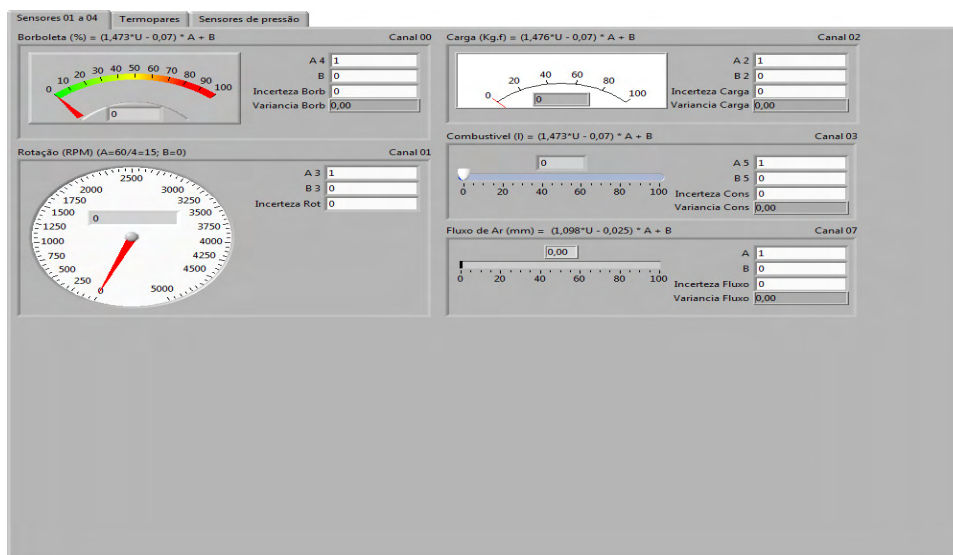 Sensores 01 a 04 Termopares Sensores de pressão
Borboleta (%) = (1,473*U - 0,07) * A + B Canal 00
0 10 20 30 40 50 60 70 80 90 100
0
A 4 1
B 0
Incerteza Borb 0
Variancia Borb 0,00
Rotação (RPM) (A=60/4=15; B=0) Canal 01
0 250 500 750 1000 1250 1500 1750 2000 2500 3000 3250 3500 3750 4000 4250 4500 5000
0
A 3 1
B 3 0
Incerteza Rot 0
Carga (Kg.f) = (1,476*U - 0,07) * A + B Canal 02
0 20 40 60 80 100
0
A 2 1
B 2 0
Incerteza Carga 0
Variancia Carga 0,00
Combustivel (l) = (1,473*U - 0,07) * A + B Canal 03
0
0 20 40 60 80 100
A 5 1
B 5 0
Incerteza Cons 0
Variancia Cons 0,00
Fluxo de Ar (mm) = (1,098*U - 0,025) * A + B Canal 07
0,00
0 20 40 60 80 100
A 1
B 0
Incerteza Fluxo 0
Variancia Fluxo 0,00